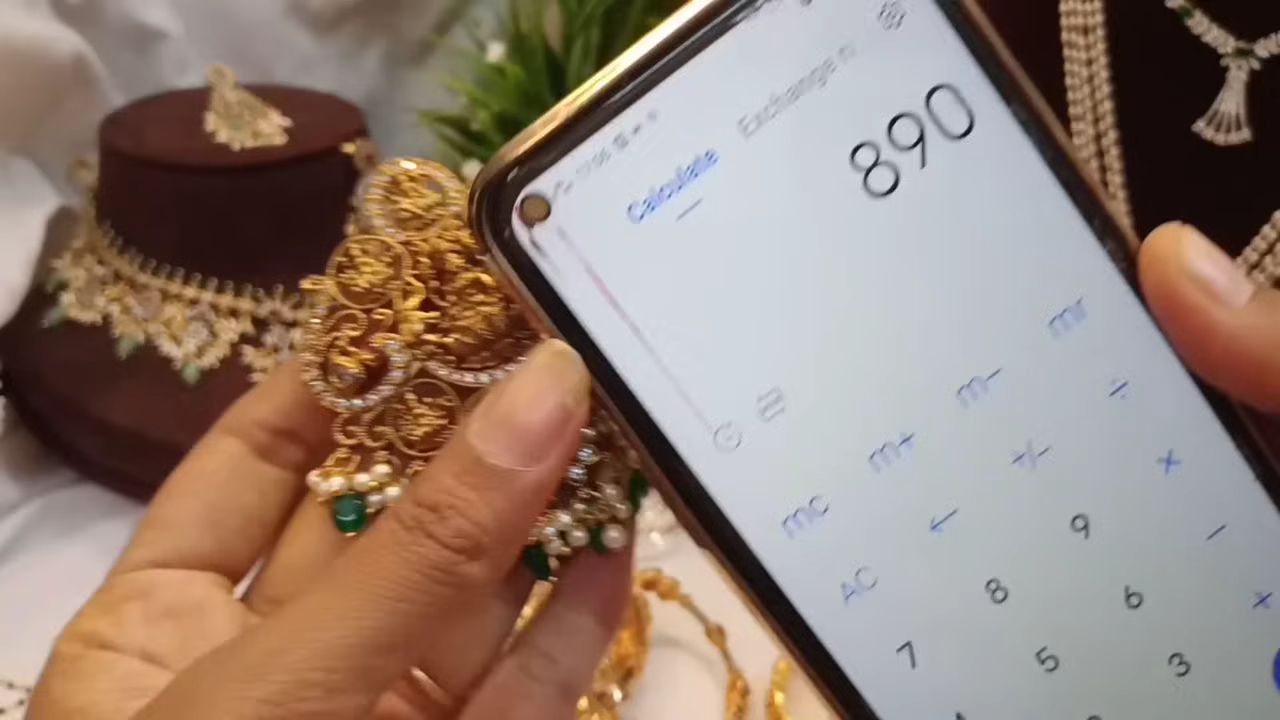 Calculate
Exchange r
890
mc
m+
m-
mr
AC
←
+/-
÷
7
8
9
×
5
6
−
3
×